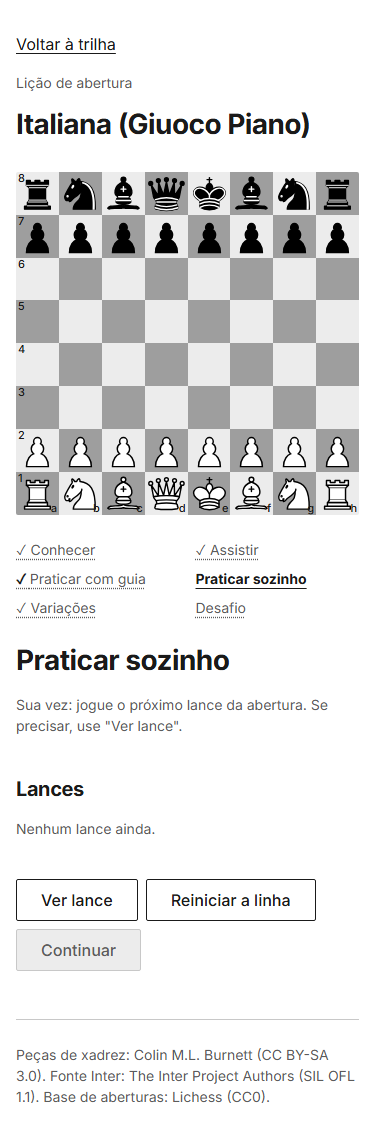 Voltar à trilha
Lição de abertura
Italiana (Giuoco Piano)
8
7
6
5
4
3
2
1
a b c d e f g h
✓ Conhecer ✓ Assistir
✓ Praticar com guia Praticar sozinho
✓ Variações Desafio
Praticar sozinho
Sua vez: jogue o próximo lance da abertura. Se
precisar, use "Ver lance".
Lances
Nenhum lance ainda.
Ver lance Reiniciar a linha
Continuar
Peças de xadrez: Colin M.L. Burnett (CC BY-SA
3.0). Fonte Inter: The Inter Project Authors (SIL OFL
1.1). Base de aberturas: Lichess (CC0).